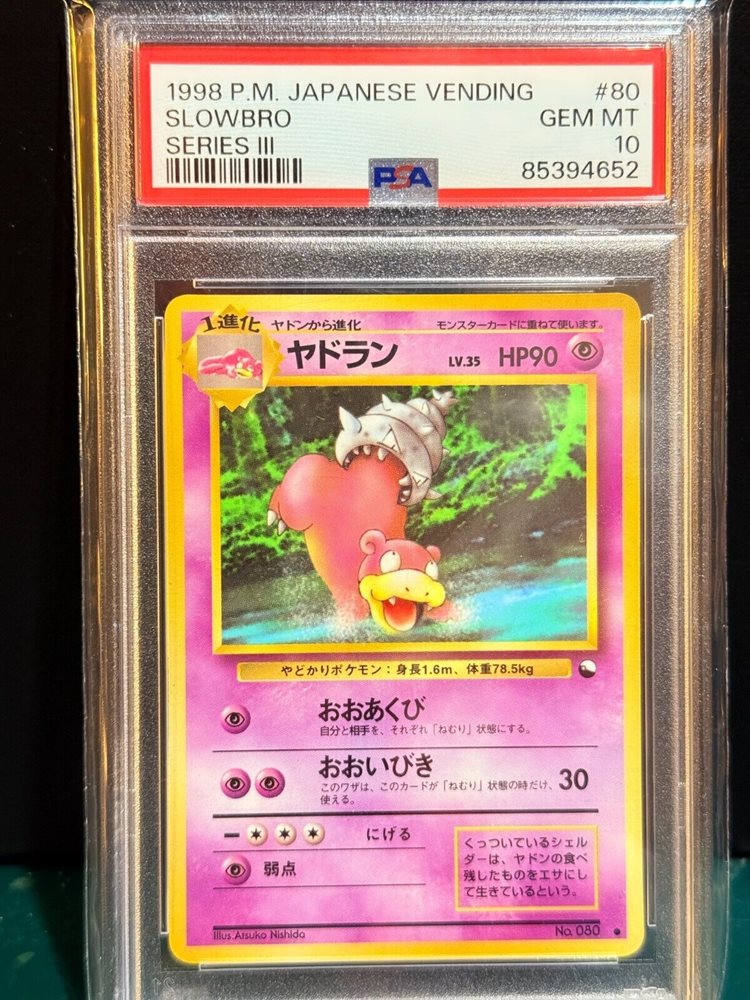 1998 P.M. JAPANESE VENDING #80
SLOWBRO GEM MT
SERIES III 10
85394652
PSA
1進化 ヤドンから進化 モンスターカードに重ねて使います。
ヤドラン LV.35 HP90
やどかりポケモン：身長1.6m、体重78.5kg
おおあくび
自分と相手を、それぞれ「ねむり」状態にする。
おおいびき 30
このワザは、このカードが「ねむり」状態の時だけ、
使える。
ー にげる
弱点
くっついているシェル
ダーは、ヤドンの食べ
残したものをエサにし
て生きているという。
Illus.Atsuko Nishida No. 080